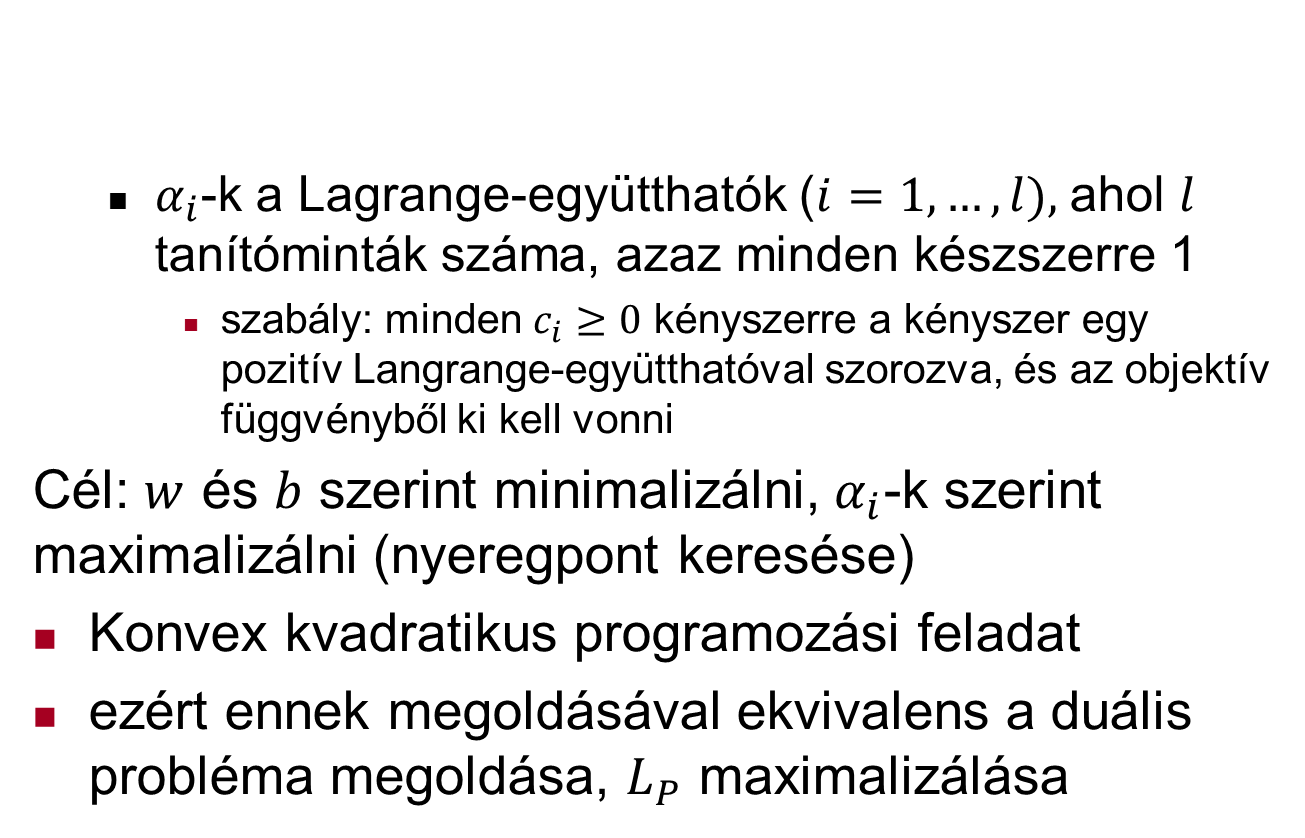 ▪ 𝛼ᵢ-k a Lagrange-együtthatók (𝑖 = 1, … , 𝑙), ahol 𝑙
tanítóminták száma, azaz minden készszerre 1
▪ szabály: minden 𝑐ᵢ ≥ 0 kényszerre a kényszer egy
pozitív Langrange-együtthatóval szorozva, és az objektív
függvényből ki kell vonni
Cél: 𝑤 és 𝑏 szerint minimalizálni, 𝛼ᵢ-k szerint
maximalizálni (nyeregpont keresése)
▪ Konvex kvadratikus programozási feladat
▪ ezért ennek megoldásával ekvivalens a duális
probléma megoldása, 𝐿_𝑃 maximalizálása